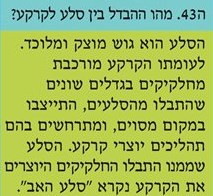 ה43. מהו ההבדל בין סלע לקרקע?
הסלע הוא גוש מוצק ומלוכד.
לעומתו הקרקע מורכבת
מחלקיקים בגדלים שונים
שהתבלו מהסלעים, התייצבו
במקום מסוים, ומתרחשים בהם
תהליכים יוצרי קרקע. הסלע
שממנו התבלו החלקיקים היוצרים
את הקרקע נקרא "סלע האב".